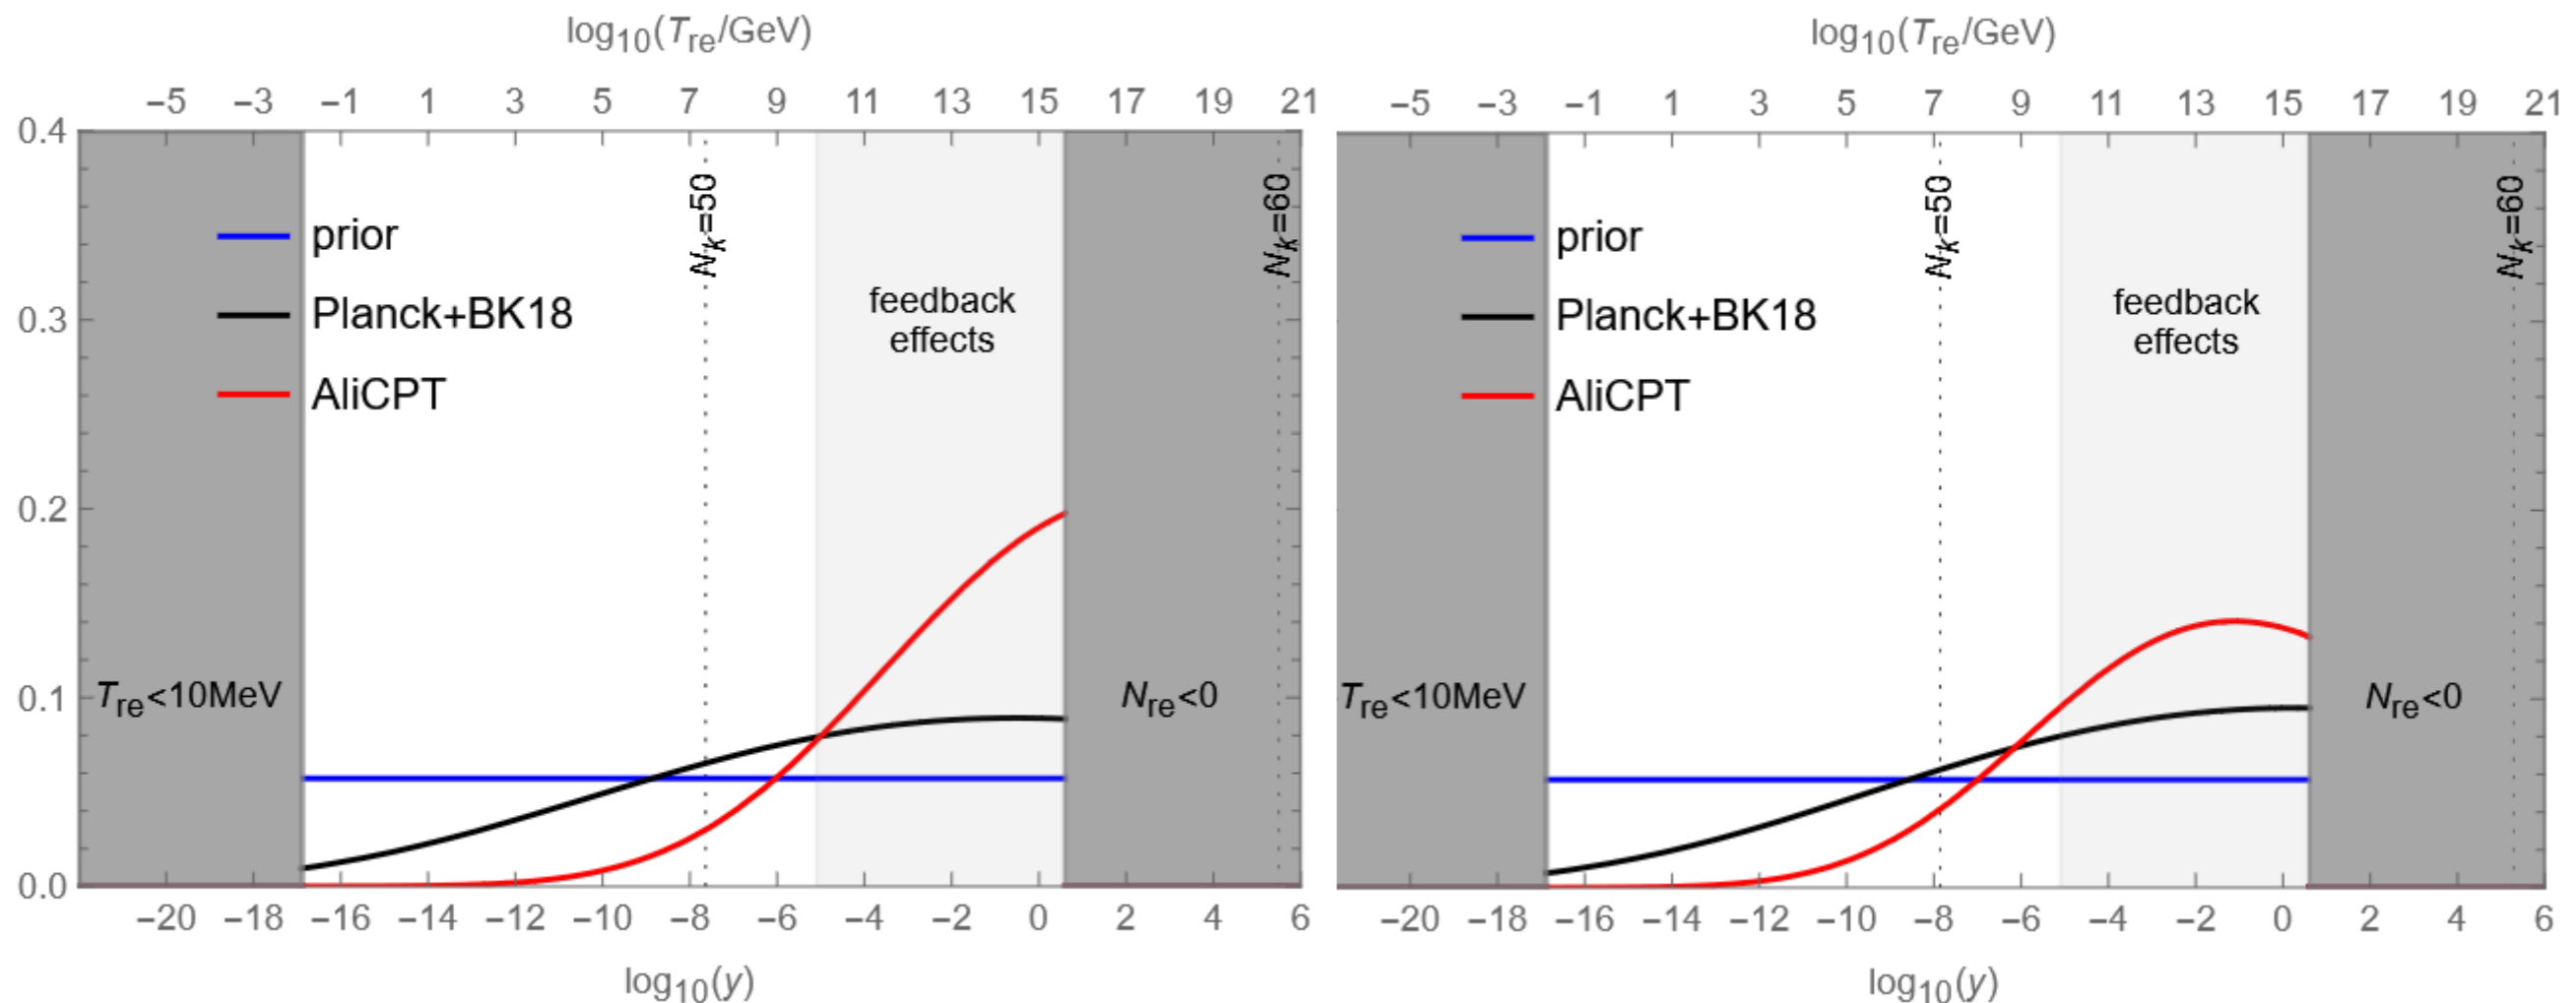 log₁₀(Tre/GeV)
−5 −3 −1 1 3 5 7 9 11 13 15 17 19 21
0.4
0.3
0.2
0.1
0.0
prior
Planck+BK18
AliCPT
Nk=50
feedback
effects
Nk=60
Tre<10MeV
Nre<0
−20 −18 −16 −14 −12 −10 −8 −6 −4 −2 0 2 4 6
log₁₀(y)
log₁₀(Tre/GeV)
−5 −3 −1 1 3 5 7 9 11 13 15 17 19 21
prior
Planck+BK18
AliCPT
Nk=50
feedback
effects
Nk=60
Tre<10MeV
Nre<0
−20 −18 −16 −14 −12 −10 −8 −6 −4 −2 0 2 4 6
log₁₀(y)